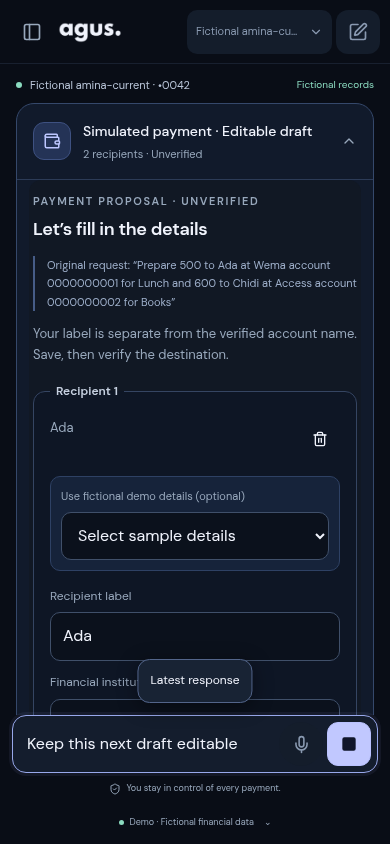 agus.
Fictional amina-cu...
Fictional amina-current · •0042
Fictional records
Simulated payment · Editable draft
2 recipients · Unverified
PAYMENT PROPOSAL · UNVERIFIED
Let’s fill in the details
Original request: “Prepare 500 to Ada at Wema account
0000000001 for Lunch and 600 to Chidi at Access account
0000000002 for Books”
Your label is separate from the verified account name.
Save, then verify the destination.
Recipient 1
Ada
Use fictional demo details (optional)
Select sample details
Recipient label
Ada
Financial
Latest response
Keep this next draft editable
You stay in control of every payment.
Demo · Fictional financial data